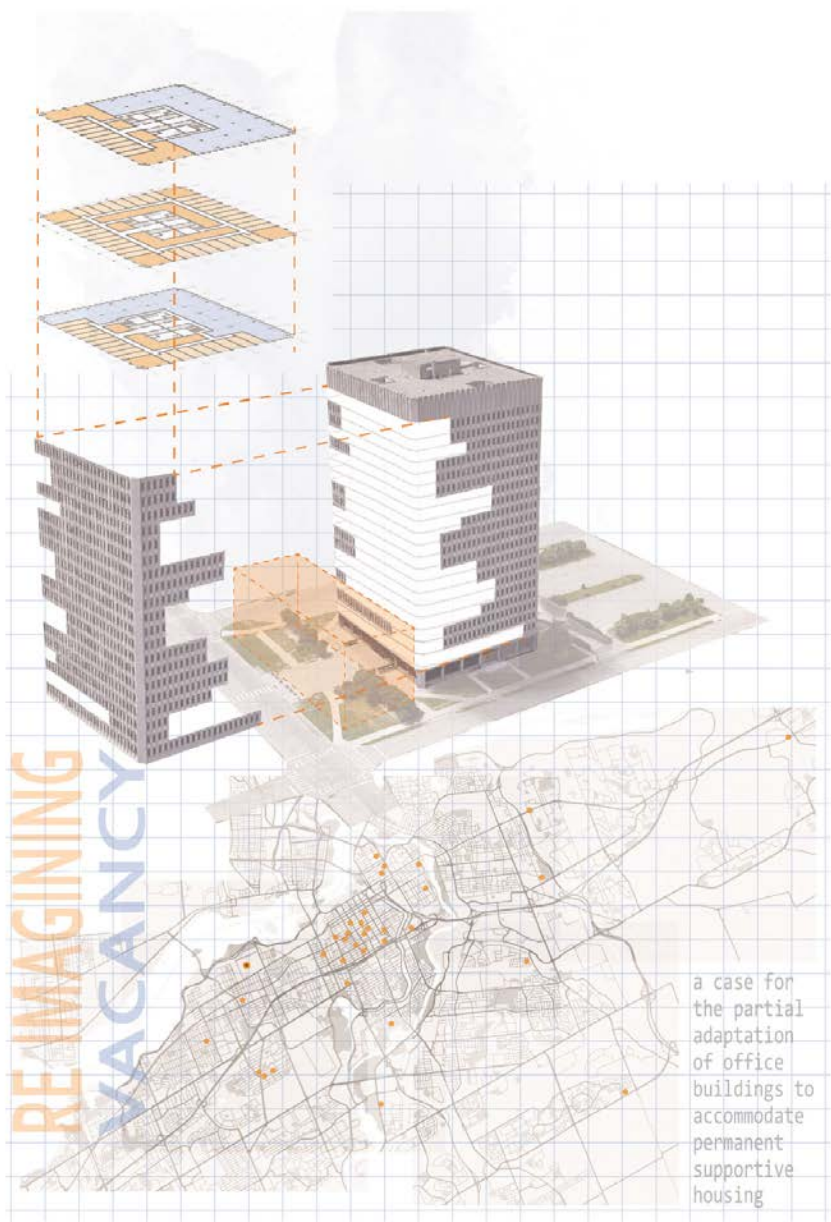 RE-IMAGINING
VACANCY
a case for
the partial
adaptation
of office
buildings to
accommodate
permanent
supportive
housing